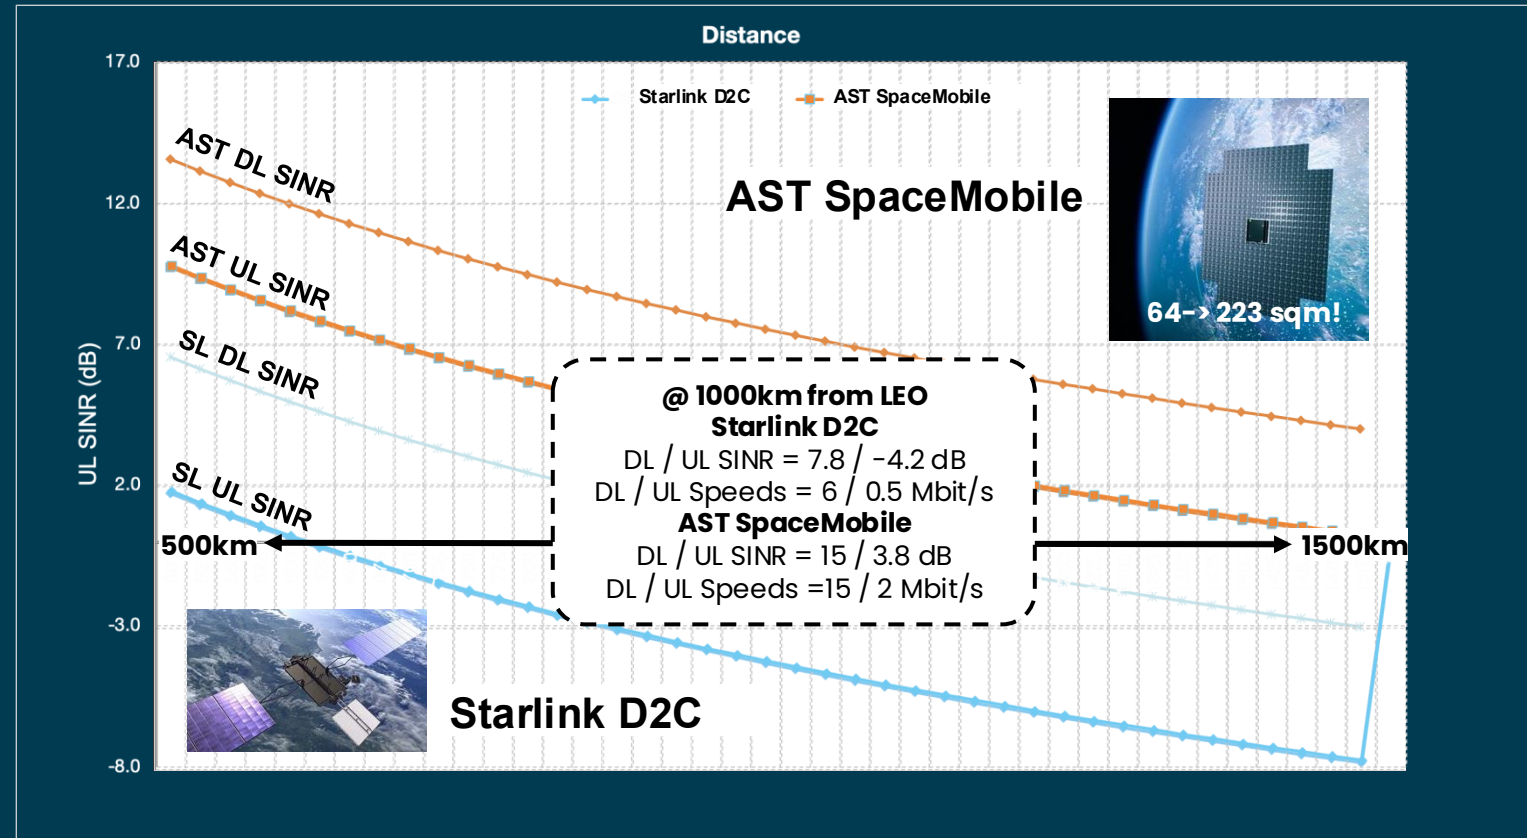 Distance
17.0
12.0
7.0
2.0
-3.0
-8.0
UL SINR (dB)
Starlink D2C
AST SpaceMobile
AST DL SINR
AST UL SINR
SL DL SINR
SL UL SINR
AST SpaceMobile
64-> 223 sqm!
@ 1000km from LEO
Starlink D2C
DL / UL SINR = 7.8 / -4.2 dB
DL / UL Speeds = 6 / 0.5 Mbit/s
AST SpaceMobile
DL / UL SINR = 15 / 3.8 dB
DL / UL Speeds =15 / 2 Mbit/s
500km
1500km
Starlink D2C